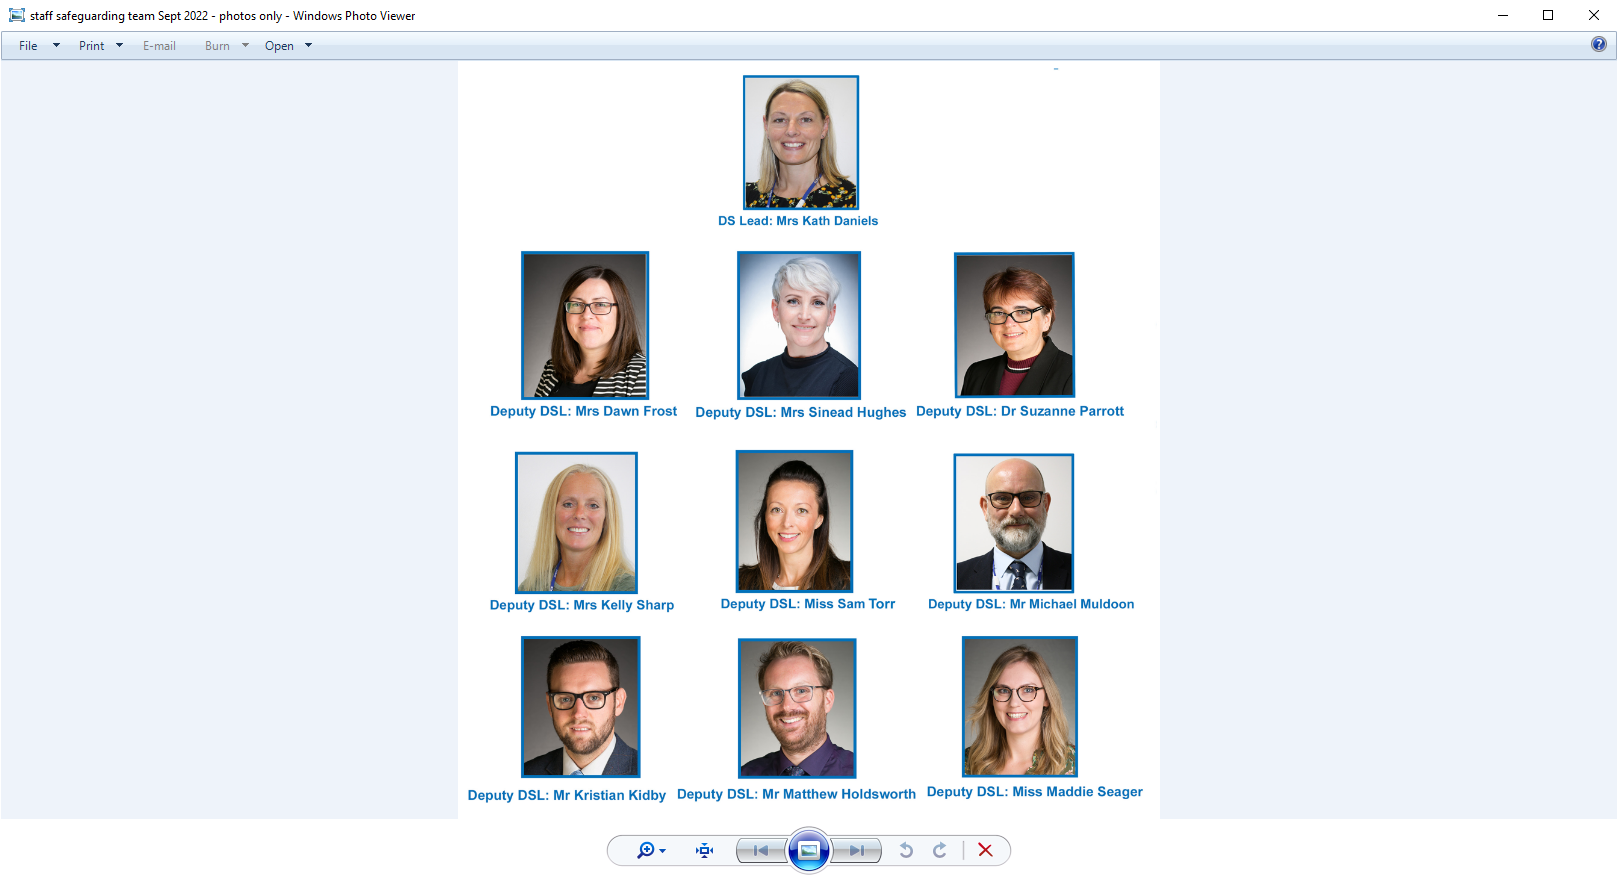 staff safeguarding team Sept 2022 - photos only - Windows Photo Viewer
File Print E-mail Burn Open
DS Lead: Mrs Kath Daniels
Deputy DSL: Mrs Dawn Frost Deputy DSL: Mrs Sinead Hughes Deputy DSL: Dr Suzanne Parrott
Deputy DSL: Mrs Kelly Sharp Deputy DSL: Miss Sam Torr Deputy DSL: Mr Michael Muldoon
Deputy DSL: Mr Kristian Kidby Deputy DSL: Mr Matthew Holdsworth Deputy DSL: Miss Maddie Seager